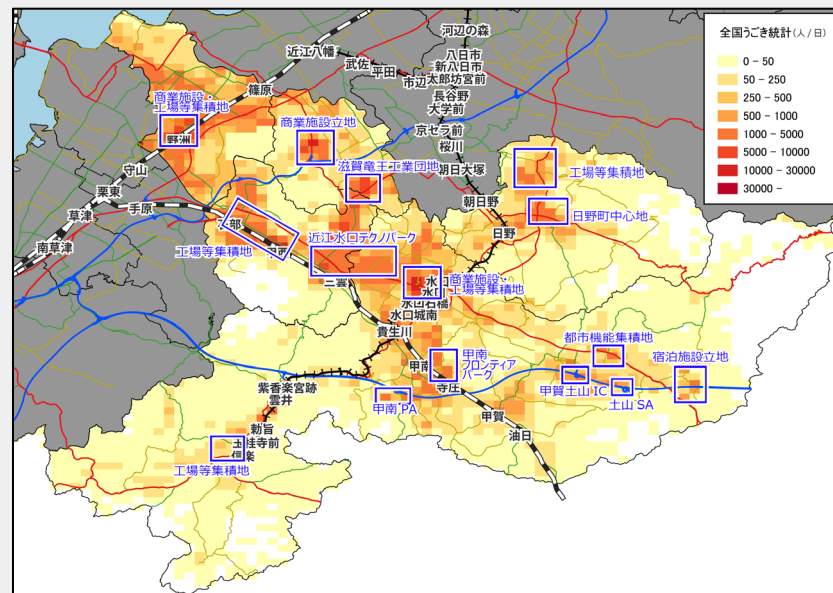 全国うごき統計(人/日)
0 - 50
50 - 250
250 - 500
500 - 1000
1000 - 5000
5000 - 10000
10000 - 30000
30000 -
河辺の森
近江八幡
武佐
平田
市辺
八日市
新八日市
太郎坊宮前
長谷野
大学前
京セラ前
桜川
朝日大塚
朝日野
日野
篠原
商業施設・
工場等集積地
野洲
守山
栗東
草津
南草津
手原
商業施設立地
滋賀竜王工業団地
工場等集積地
日野町中心地
工場等集積地
近江水口テクノパーク
三雲
水口
水口石橋
水口城南
商業施設・
工場等集積地
貴生川
甲南
甲南
フロンティア
パーク
寺庄
甲賀
油日
都市機能集積地
宿泊施設立地
甲賀土山 IC
土山 SA
甲南 PA
紫香楽宮跡
雲井
勅旨
玉桂寺前
信楽
工場等集積地